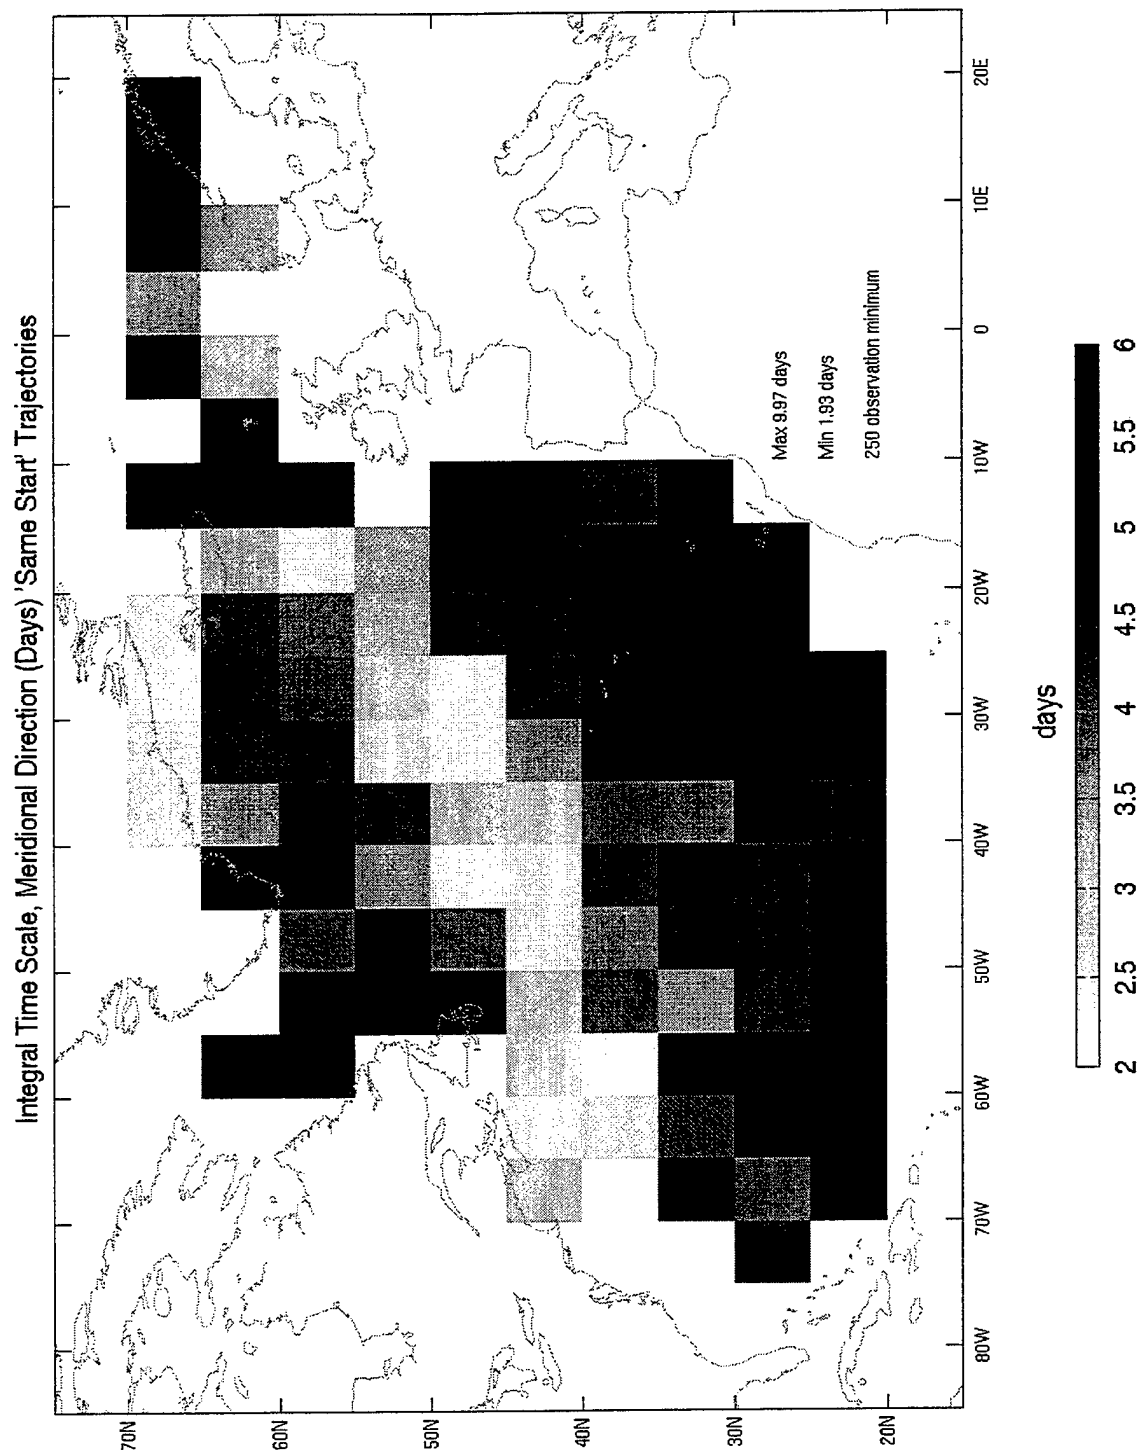 Integral Time Scale, Meridional Direction (Days) 'Same Start' Trajectories
70N
60N
50N
40N
30N
20N
80W
70W
60W
50W
40W
30W
20W
10W
0
10E
20E
Max 9.97 days
Min 1.93 days
250 observation minimum
days
2
2.5
3
3.5
4
4.5
5
5.5
6